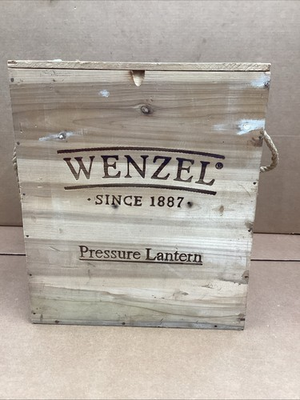 WENZEL®
· SINCE 1887 ·
Pressure Lantern